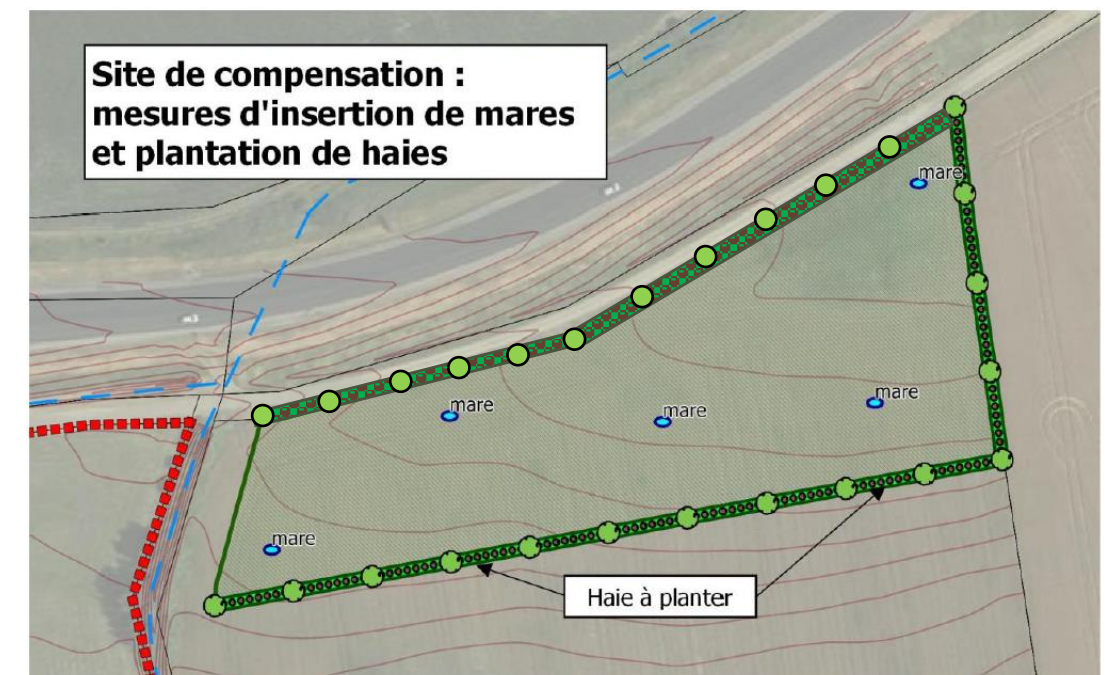 Site de compensation :
mesures d'insertion de mares
et plantation de haies
mare
mare
mare
mare
mare
Haie à planter